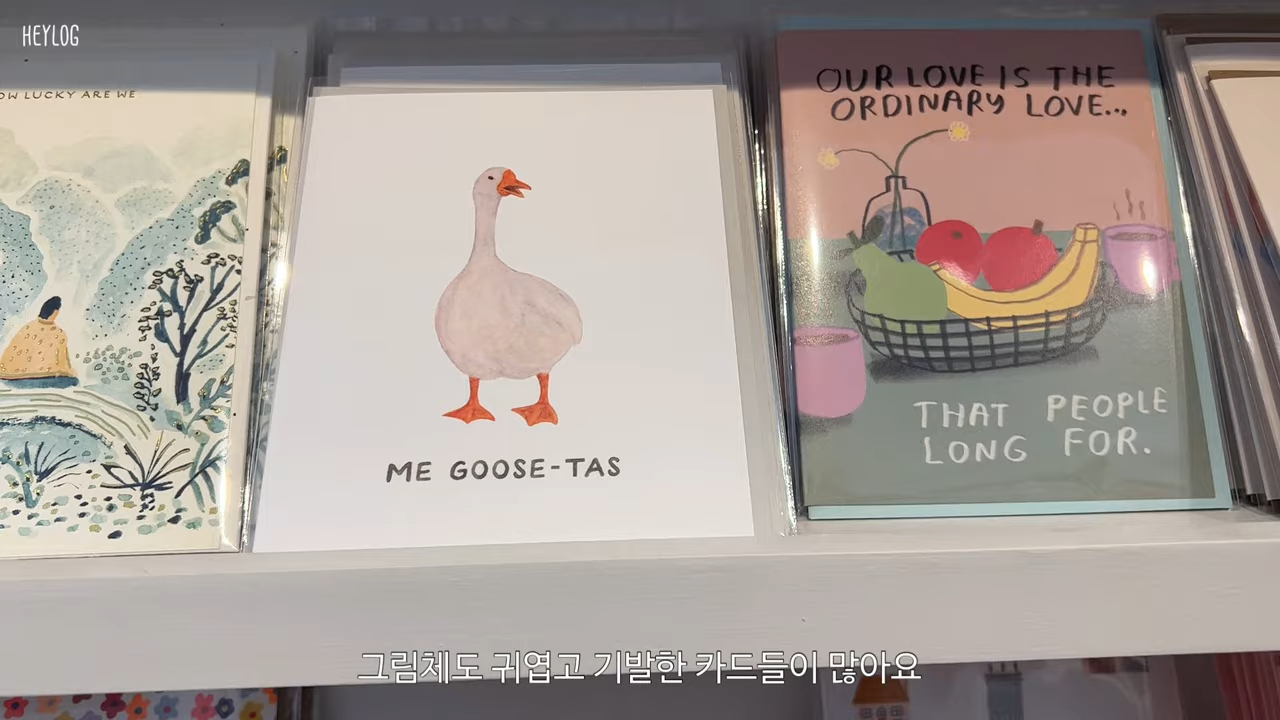 HEYLOG
OW LUCKY ARE WE
ME GOOSE-TAS
OUR LOVE IS THE
ORDINARY LOVE...
THAT PEOPLE
LONG FOR.
그림체도 귀엽고 기발한 카드들이 많아요